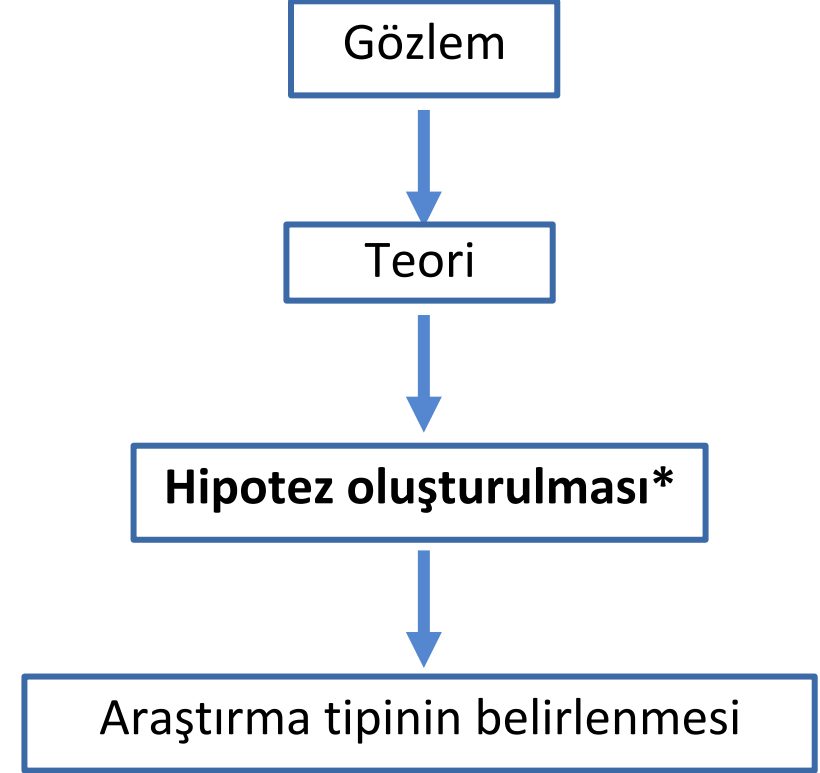 Gözlem
Teori
Hipotez oluşturulması*
Araştırma tipinin belirlenmesi